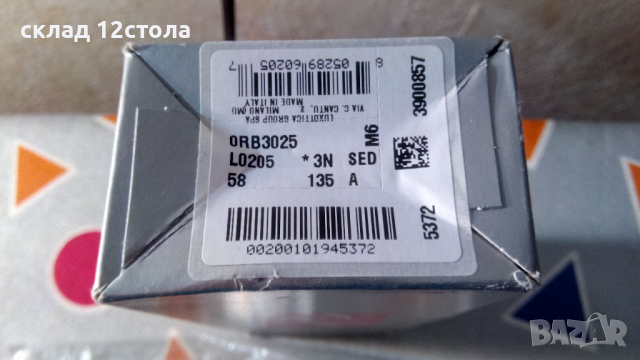 склад 12стола
8 05289 60205 7
LUXOTTICA GROUP SPA
VIA C. CANTU, 2 MILANO (MI)
MADE IN ITALY
0RB3025
L0205 *3N SED
58 135 A
M6
3900857
5372
00200101945372
BAZAR